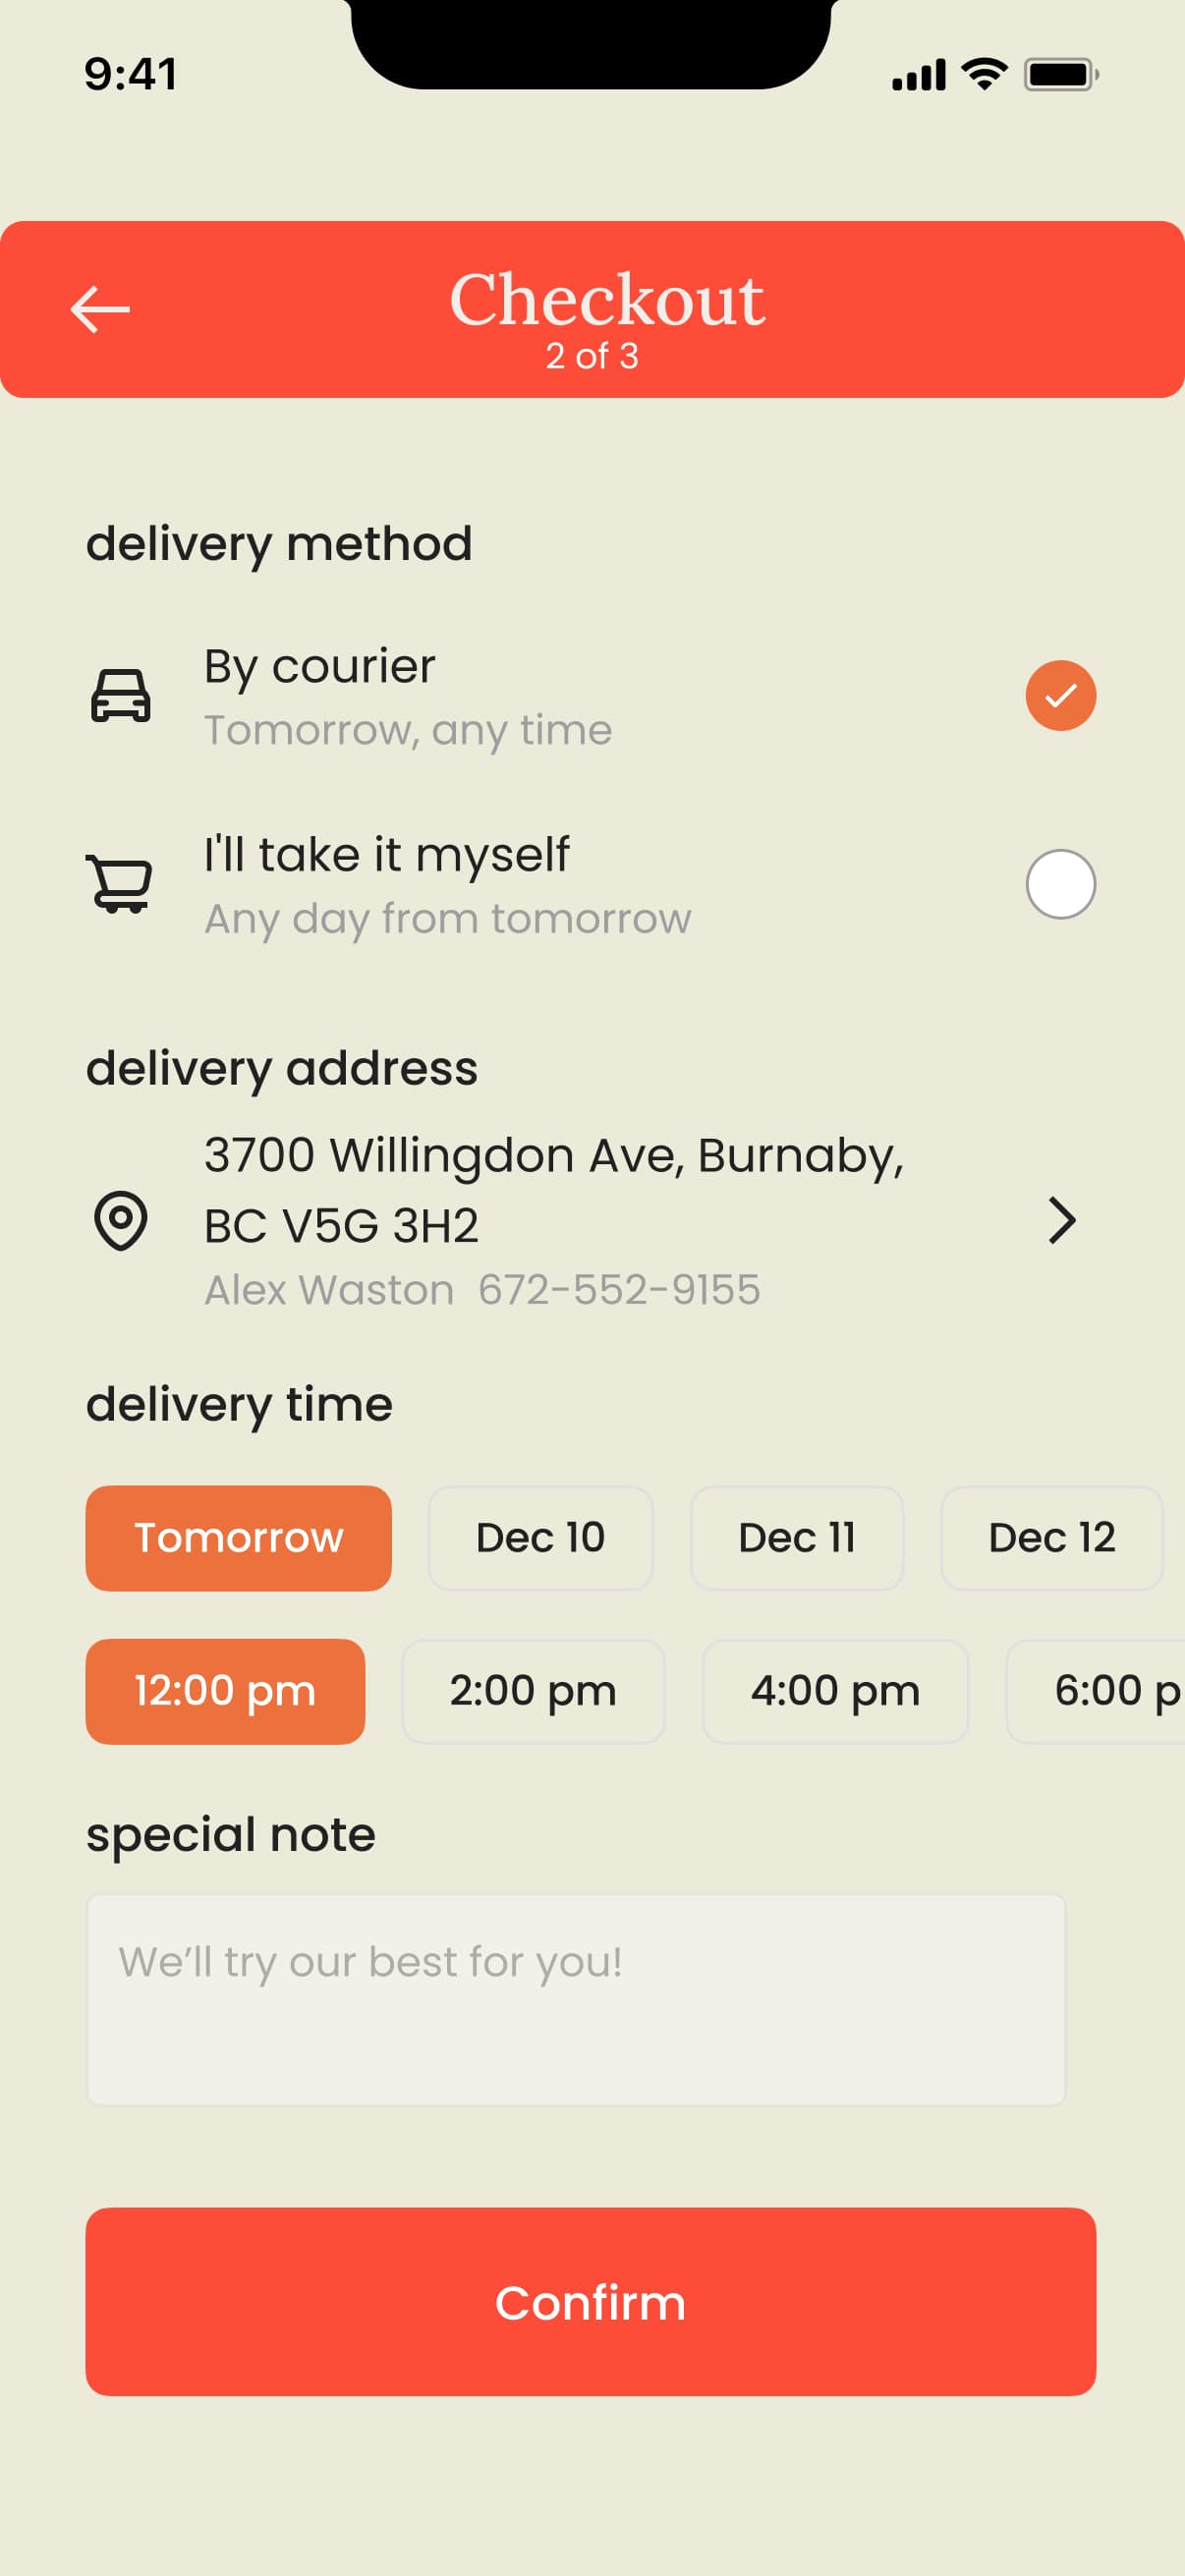 9:41
Checkout
2 of 3
delivery method
By courier
Tomorrow, any time
I'll take it myself
Any day from tomorrow
delivery address
3700 Willingdon Ave, Burnaby,
BC V5G 3H2
Alex Waston 672-552-9155
delivery time
Tomorrow Dec 10 Dec 11 Dec 12
12:00 pm 2:00 pm 4:00 pm 6:00 p
special note
We’ll try our best for you!
Confirm